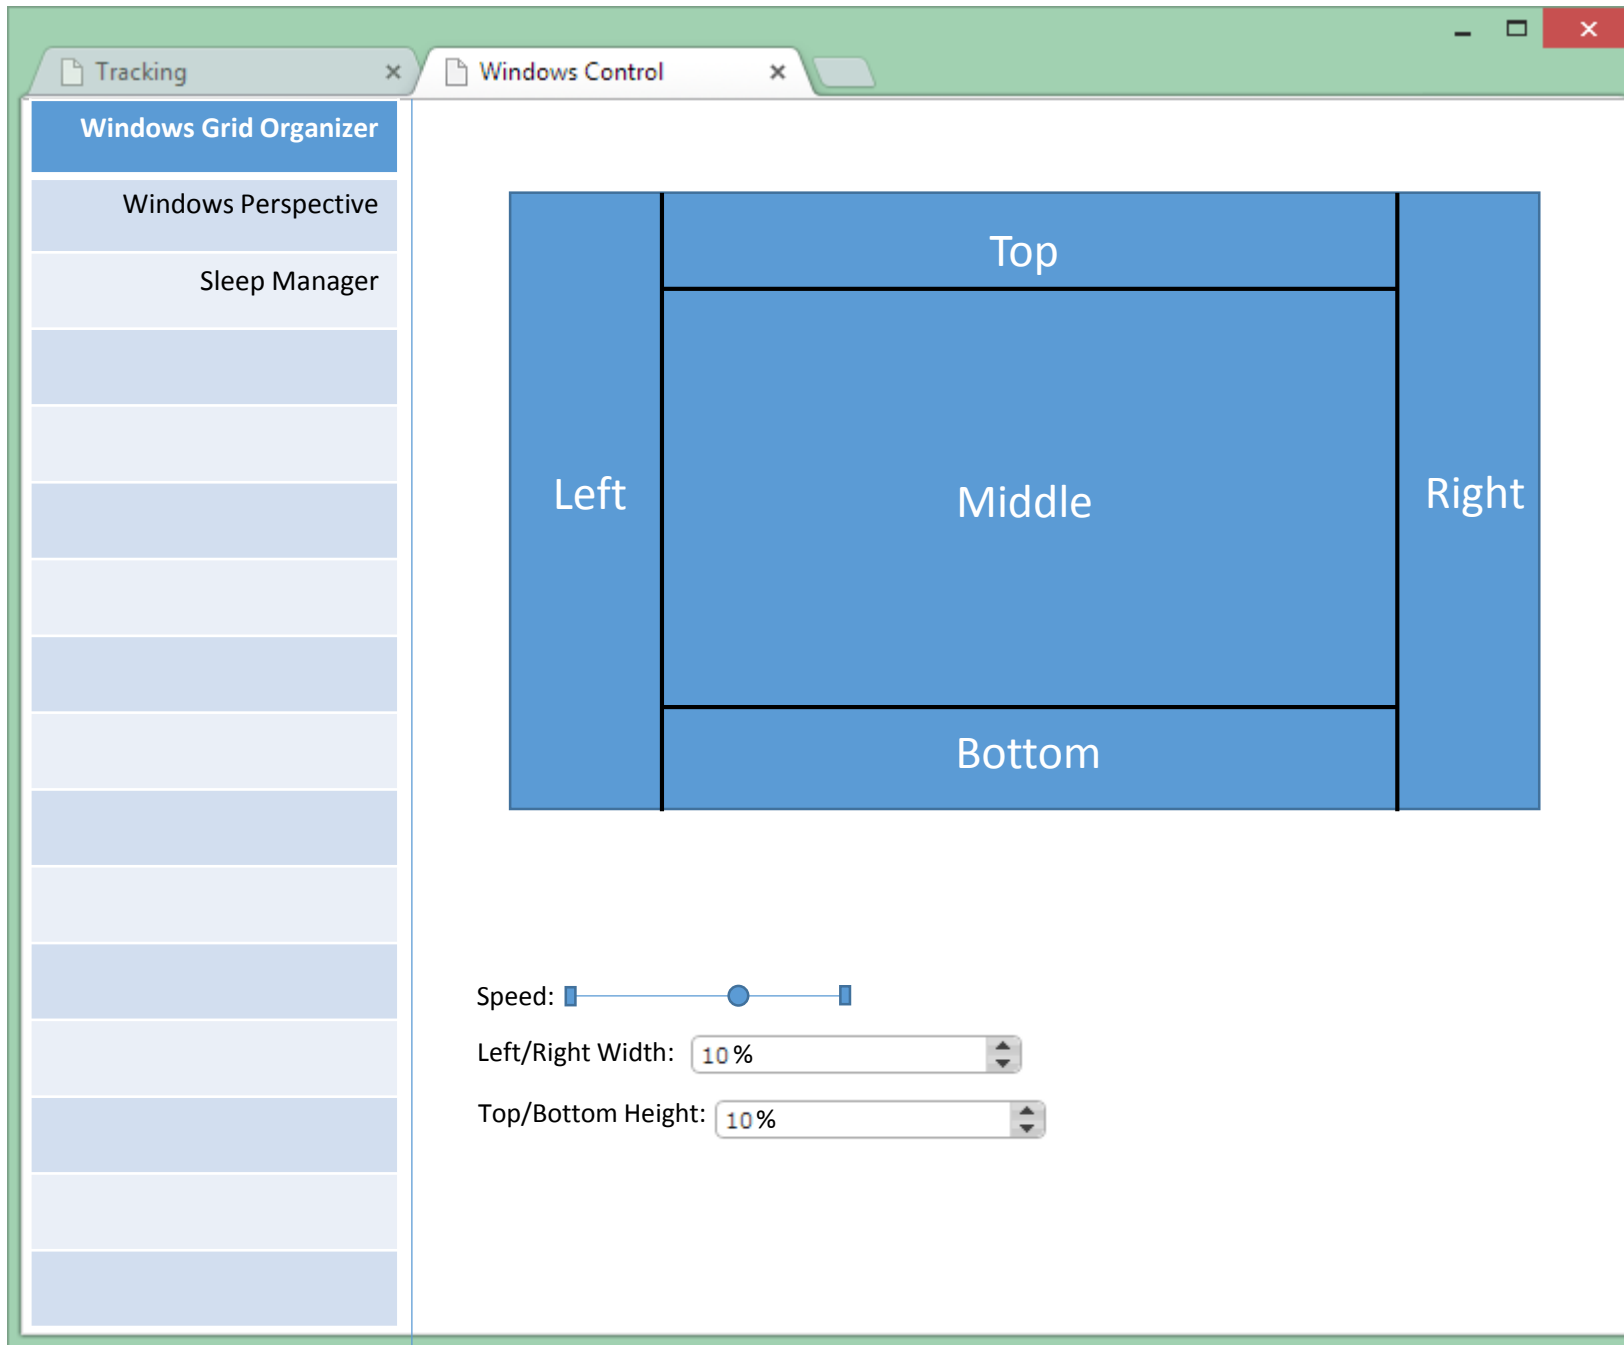 Tracking
Windows Control
Windows Grid Organizer
Windows Perspective
Sleep Manager
Top
Left
Middle
Right
Bottom
Speed:
Left/Right Width: 10%
Top/Bottom Height: 10%